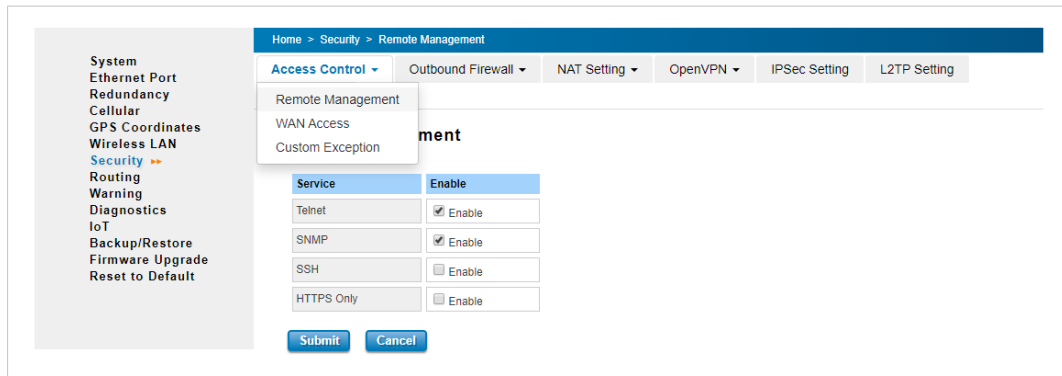 Home > Security > Remote Management
System
Ethernet Port
Redundancy
Cellular
GPS Coordinates
Wireless LAN
Security
Routing
Warning
Diagnostics
IoT
Backup/Restore
Firmware Upgrade
Reset to Default
Access Control Outbound Firewall NAT Setting OpenVPN IPSec Setting L2TP Setting
Remote Management
WAN Access
Custom Exception
ment
Service Enable
Telnet Enable
SNMP Enable
SSH Enable
HTTPS Only Enable
Submit Cancel